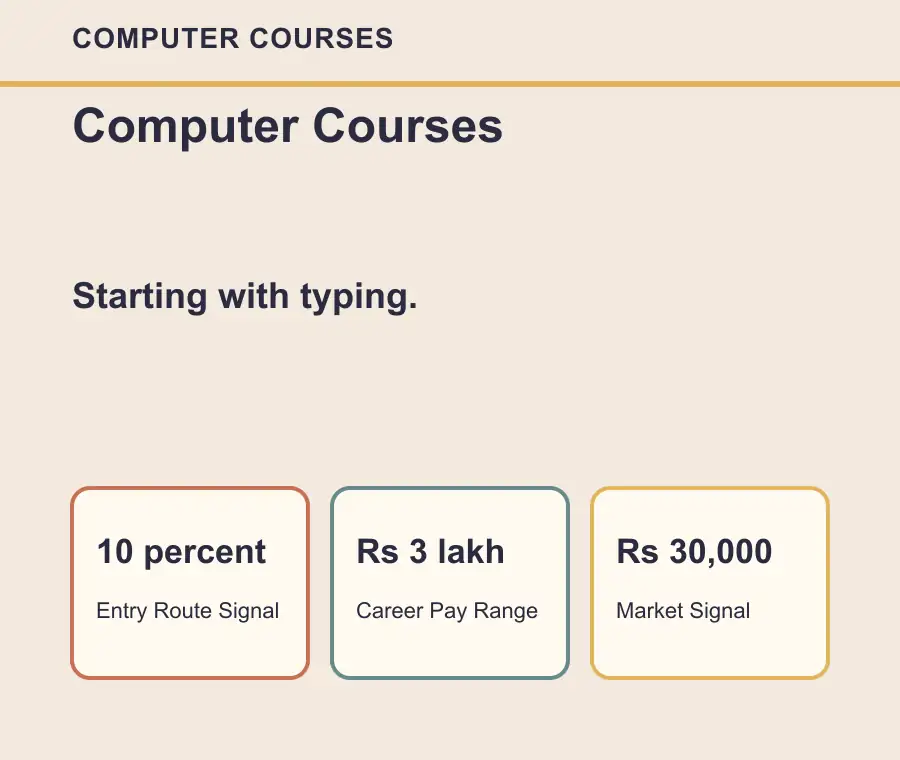 COMPUTER COURSES
Computer Courses
Starting with typing.
10 percent
Entry Route Signal
Rs 3 lakh
Career Pay Range
Rs 30,000
Market Signal